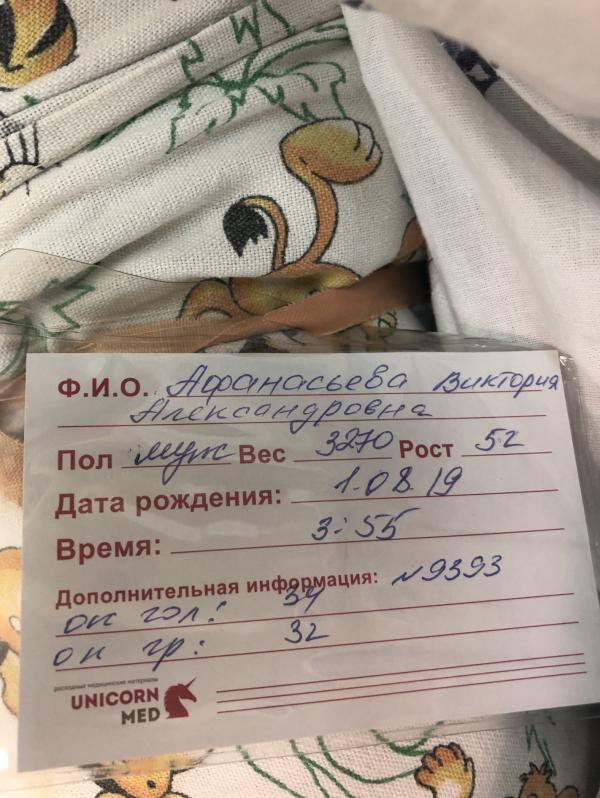 Ф.И.О. Афанасьева Виктория
Александровна
Пол муж Вес 3270 Рост 52
Дата рождения: 1.08.19
Время: 3:55
Дополнительная информация: N9393
ок гол: 34
ок гр: 32
расходные медицинские материалы
UNICORN
MED